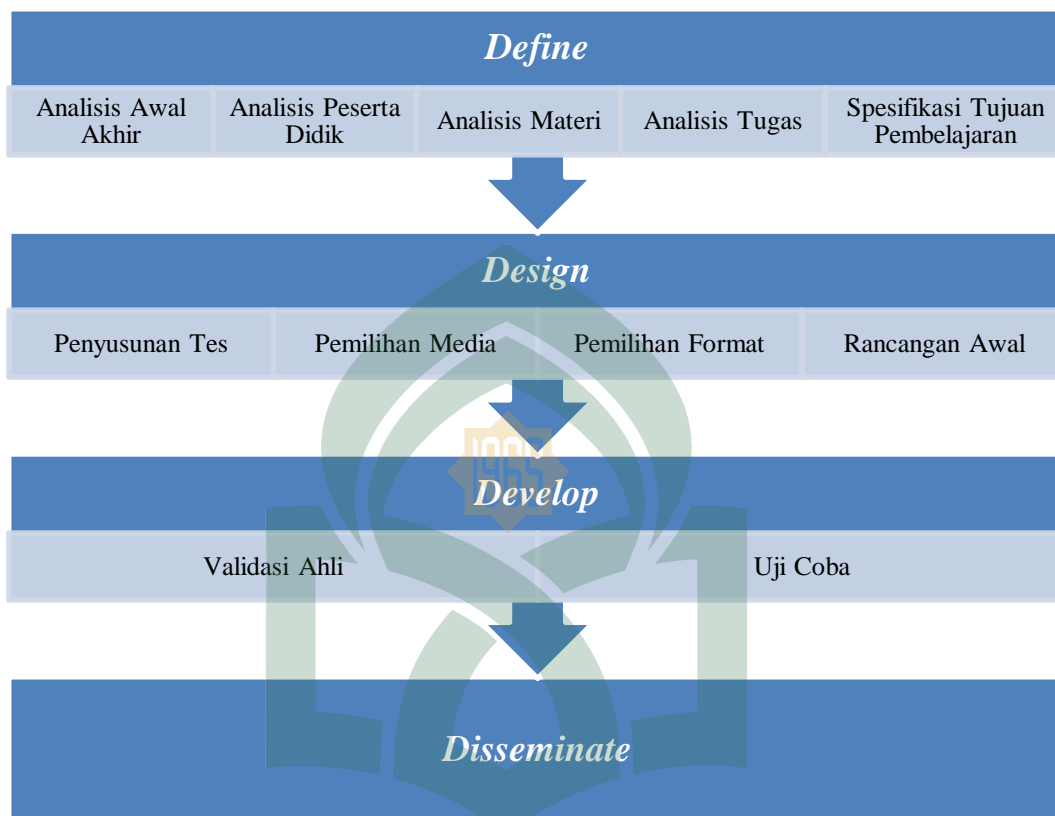 Define
Analisis Awal Akhir
Analisis Peserta Didik
Analisis Materi
Analisis Tugas
Spesifikasi Tujuan Pembelajaran
Design
Penyusunan Tes
Pemilihan Media
Pemilihan Format
Rancangan Awal
1965
Develop
Validasi Ahli
Uji Coba
Disseminate